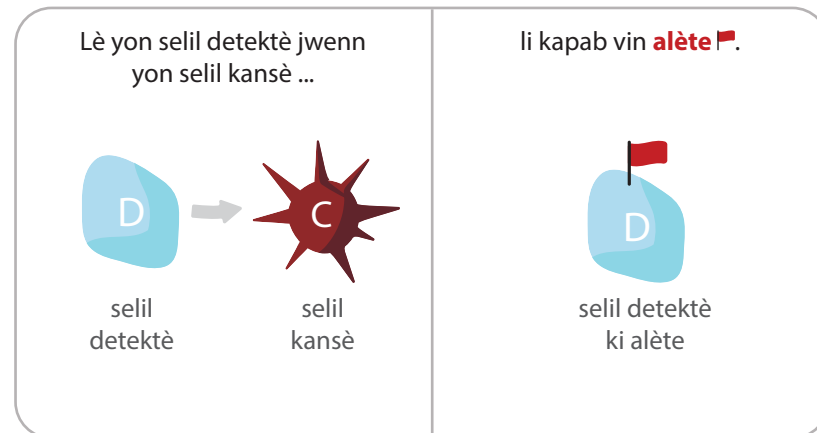 Lè yon selil detektè jwenn
yon selil kansè ...
D
C
selil
detektè
selil
kansè
li kapab vin alète.
D
selil detektè
ki alète